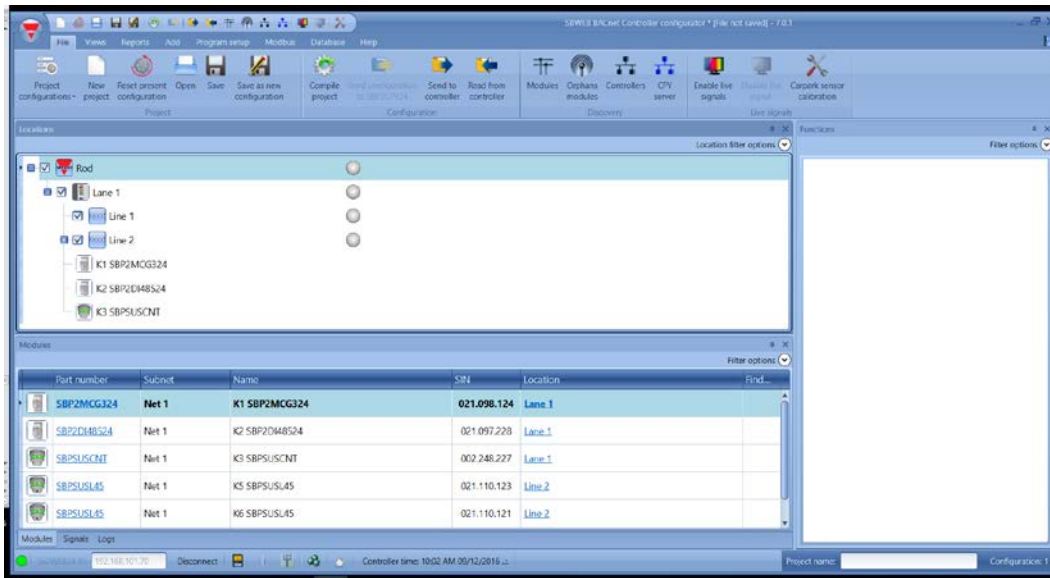 SBWEB BACnet Controller configurator * [File not saved] - 7.0.1
File Views Reports Add Program setup Modbus Database Help
Project configurations New project Reset present configuration Open Save Save as new configuration
Compile project Send to controller Read from controller
Modules Orphans modules Controllers CPY server
Enable live signals Carpark sensor calibration
Project Configuration Discovery Live signals
Locations
Functions
Location filter options
Filter options
Rod
Lane 1
Line 1
Line 2
K1 SBP2MCG324
K2 SBP2DI48524
K3 SBPSUSCNT
Modules
Filter options
Part number Subnet Name SIN Location Find...
SBP2MCG324 Net 1 K1 SBP2MCG324 021.098.124 Lane 1
SBP2DI48524 Net 1 K2 SBP2DI48524 021.097.228 Lane 1
SBPSUSCNT Net 1 K3 SBPSUSCNT 002.248.227 Lane 1
SBPSUSL45 Net 1 K5 SBPSUSL45 021.110.123 Line 2
SBPSUSL45 Net 1 K6 SBPSUSL45 021.110.121 Line 2
Modules Signals Logs
192.168.101.70 Disconnect Controller time: 10:02 AM 09/12/2016 Project name: Configuration: 1